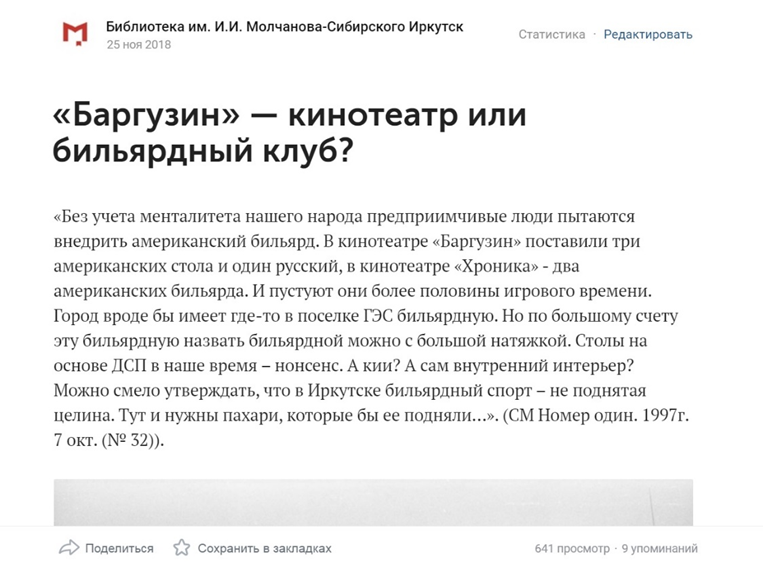 Библиотека им. И.И. Молчанова-Сибирского Иркутск
25 ноя 2018
Статистика · Редактировать
«Баргузин» — кинотеатр или
бильярдный клуб?
«Без учета менталитета нашего народа предприимчивые люди пытаются
внедрить американский бильярд. В кинотеатре «Баргузин» поставили три
американских стола и один русский, в кинотеатре «Хроника» - два
американских бильярда. И пустуют они более половины игрового времени.
Город вроде бы имеет где-то в поселке ГЭС бильярдную. Но по большому счету
эту бильярдную назвать бильярдной можно с большой натяжкой. Столы на
основе ДСП в наше время – нонсенс. А кии? А сам внутренний интерьер?
Можно смело утверждать, что в Иркутске бильярдный спорт – не поднятая
целина. Тут и нужны пахари, которые бы ее подняли...». (СМ Номер один. 1997г.
7 окт. (№ 32)).
Поделиться Сохранить в закладках 641 просмотр · 9 упоминаний